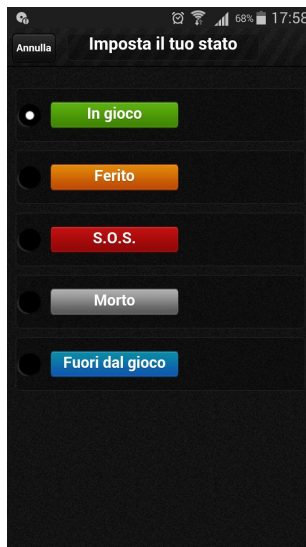 68% 17:58
Annulla
Imposta il tuo stato
In gioco
Ferito
S.O.S.
Morto
Fuori dal gioco